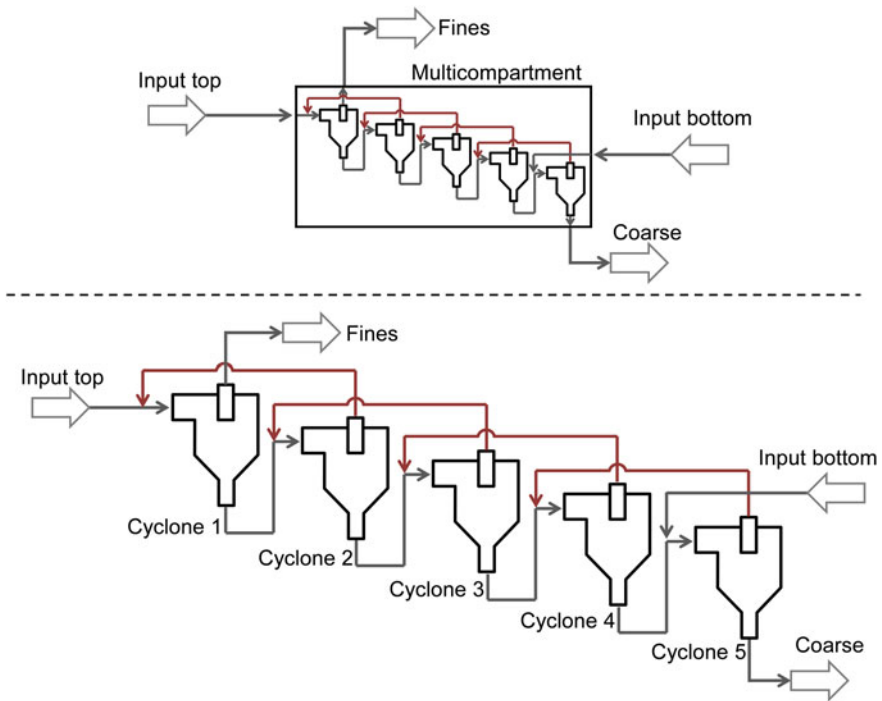 Fines
Input top
Multicompartment
Input bottom
Coarse
Fines
Input top
Input bottom
Cyclone 1
Cyclone 2
Cyclone 3
Cyclone 4
Cyclone 5
Coarse